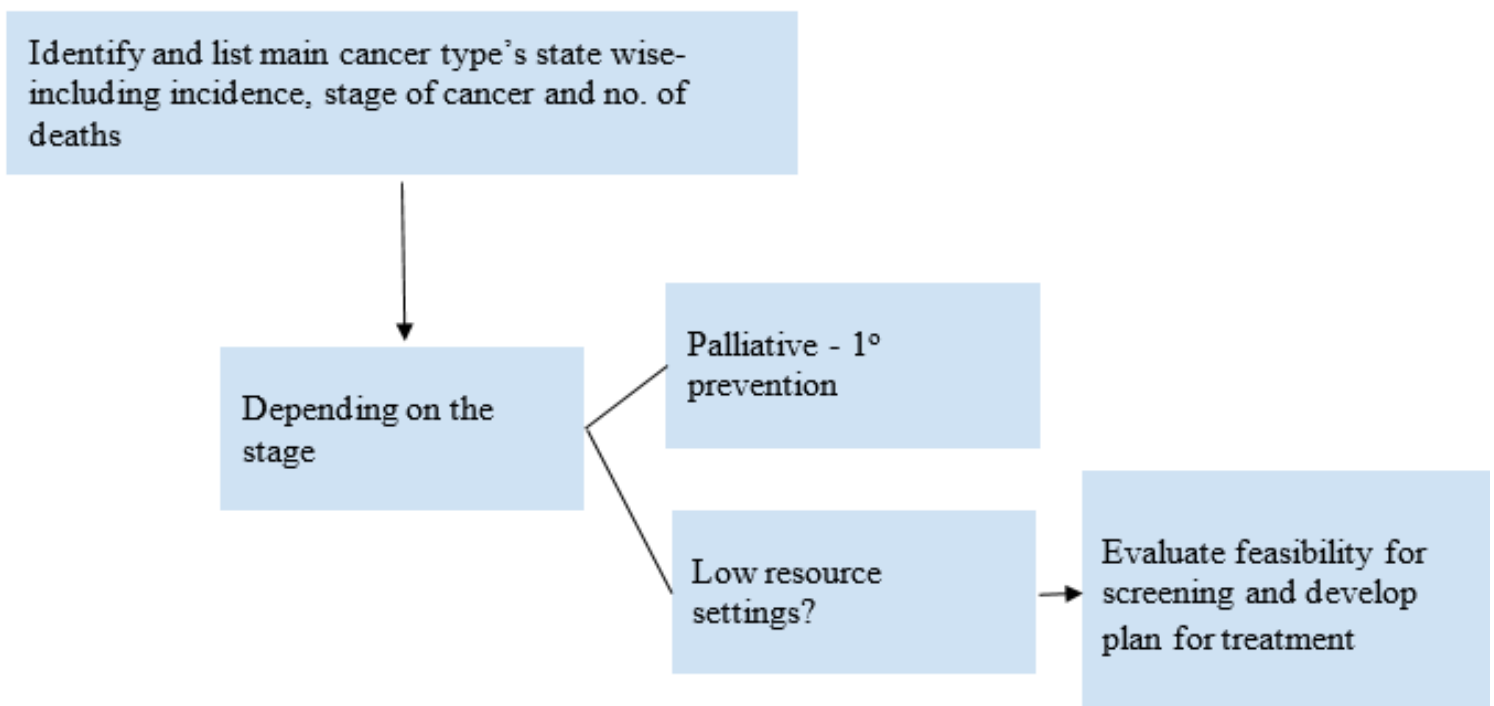 Identify and list main cancer type’s state wise-
including incidence, stage of cancer and no. of
deaths
Depending on the
stage
Palliative - 1º
prevention
Low resource
settings?
Evaluate feasibility for
screening and develop
plan for treatment